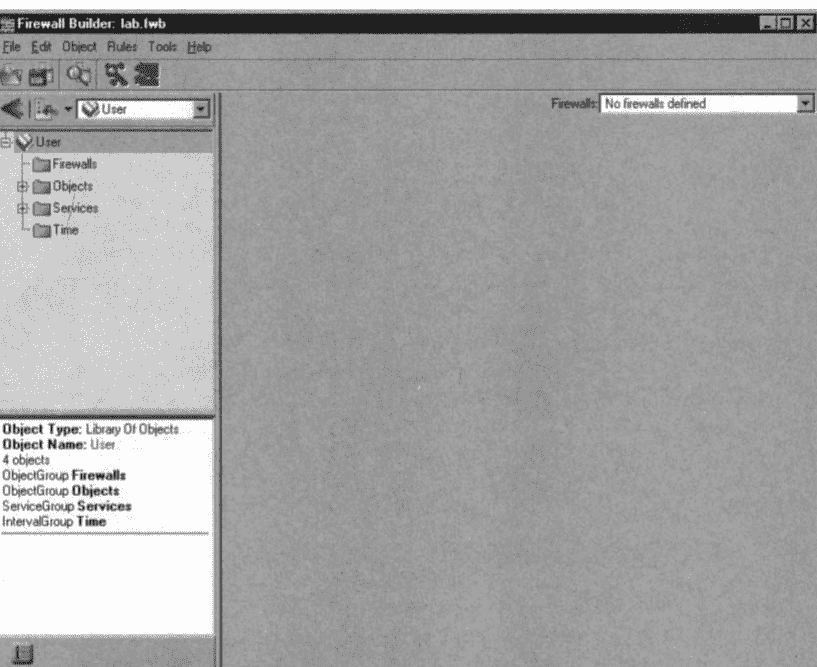 Firewall Builder: lab.fwb
File Edit Object Rules Tools Help
User
Firewalls: No firewalls defined
User
Firewalls
Objects
Services
Time
Object Type: Library Of Objects
Object Name: User
4 objects
ObjectGroup Firewalls
ObjectGroup Objects
ServiceGroup Services
IntervalGroup Time